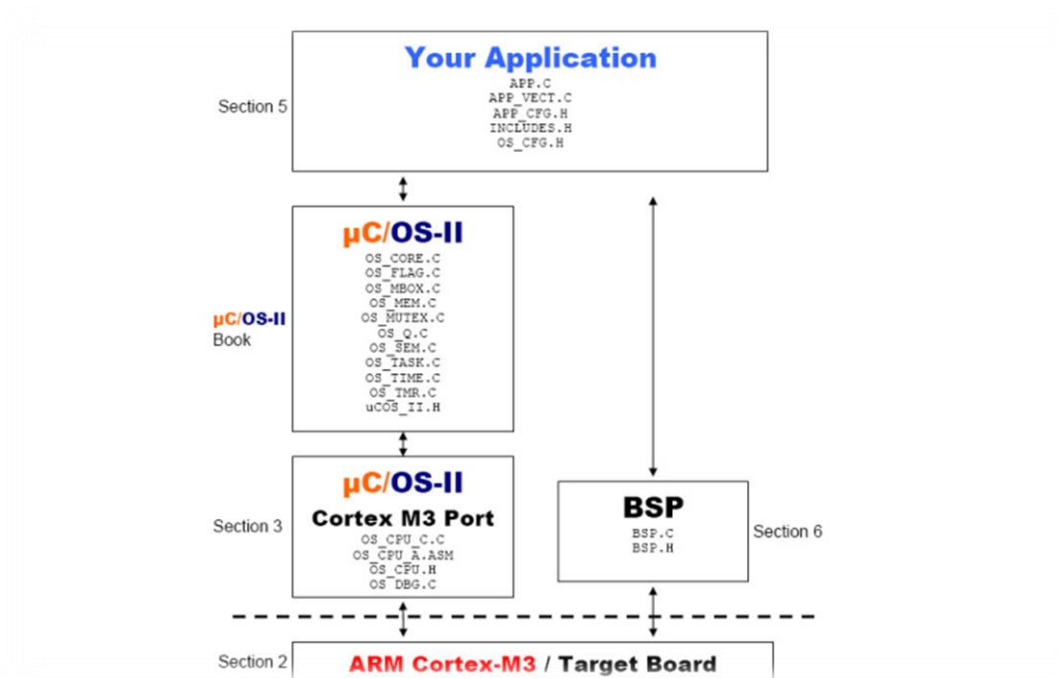 Your Application
APP.C
APP_VECT.C
Section 5
APP_CFG.H
INCLUDES.H
OS_CFG.H
µC/OS-II
OS_CORE.C
OS_FLAG.C
OS_MBOX.C
OS_MEM.C
µC/OS-II
Book
OS_MUTEX.C
OS_Q.C
OS_SEM.C
OS_TASK.C
OS_TIME.C
OS_TMR.C
uCOS_II.H
µC/OS-II
Cortex M3 Port
Section 3
OS_CPU_C.C
OS_CPU_A.ASM
OS_CPU.H
OS_DBG.C
BSP
BSP.C
BSP.H
Section 6
Section 2
ARM Cortex-M3 / Target Board